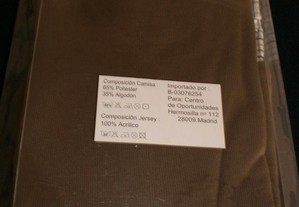 Composición Camisa :
65% Poliester
35% Algodón
Composición Jersey :
100% Acrílico
Importado por :
B-03076254
Para: Centro
de Oportunidades
Hermosilla nº 112
28009 Madrid